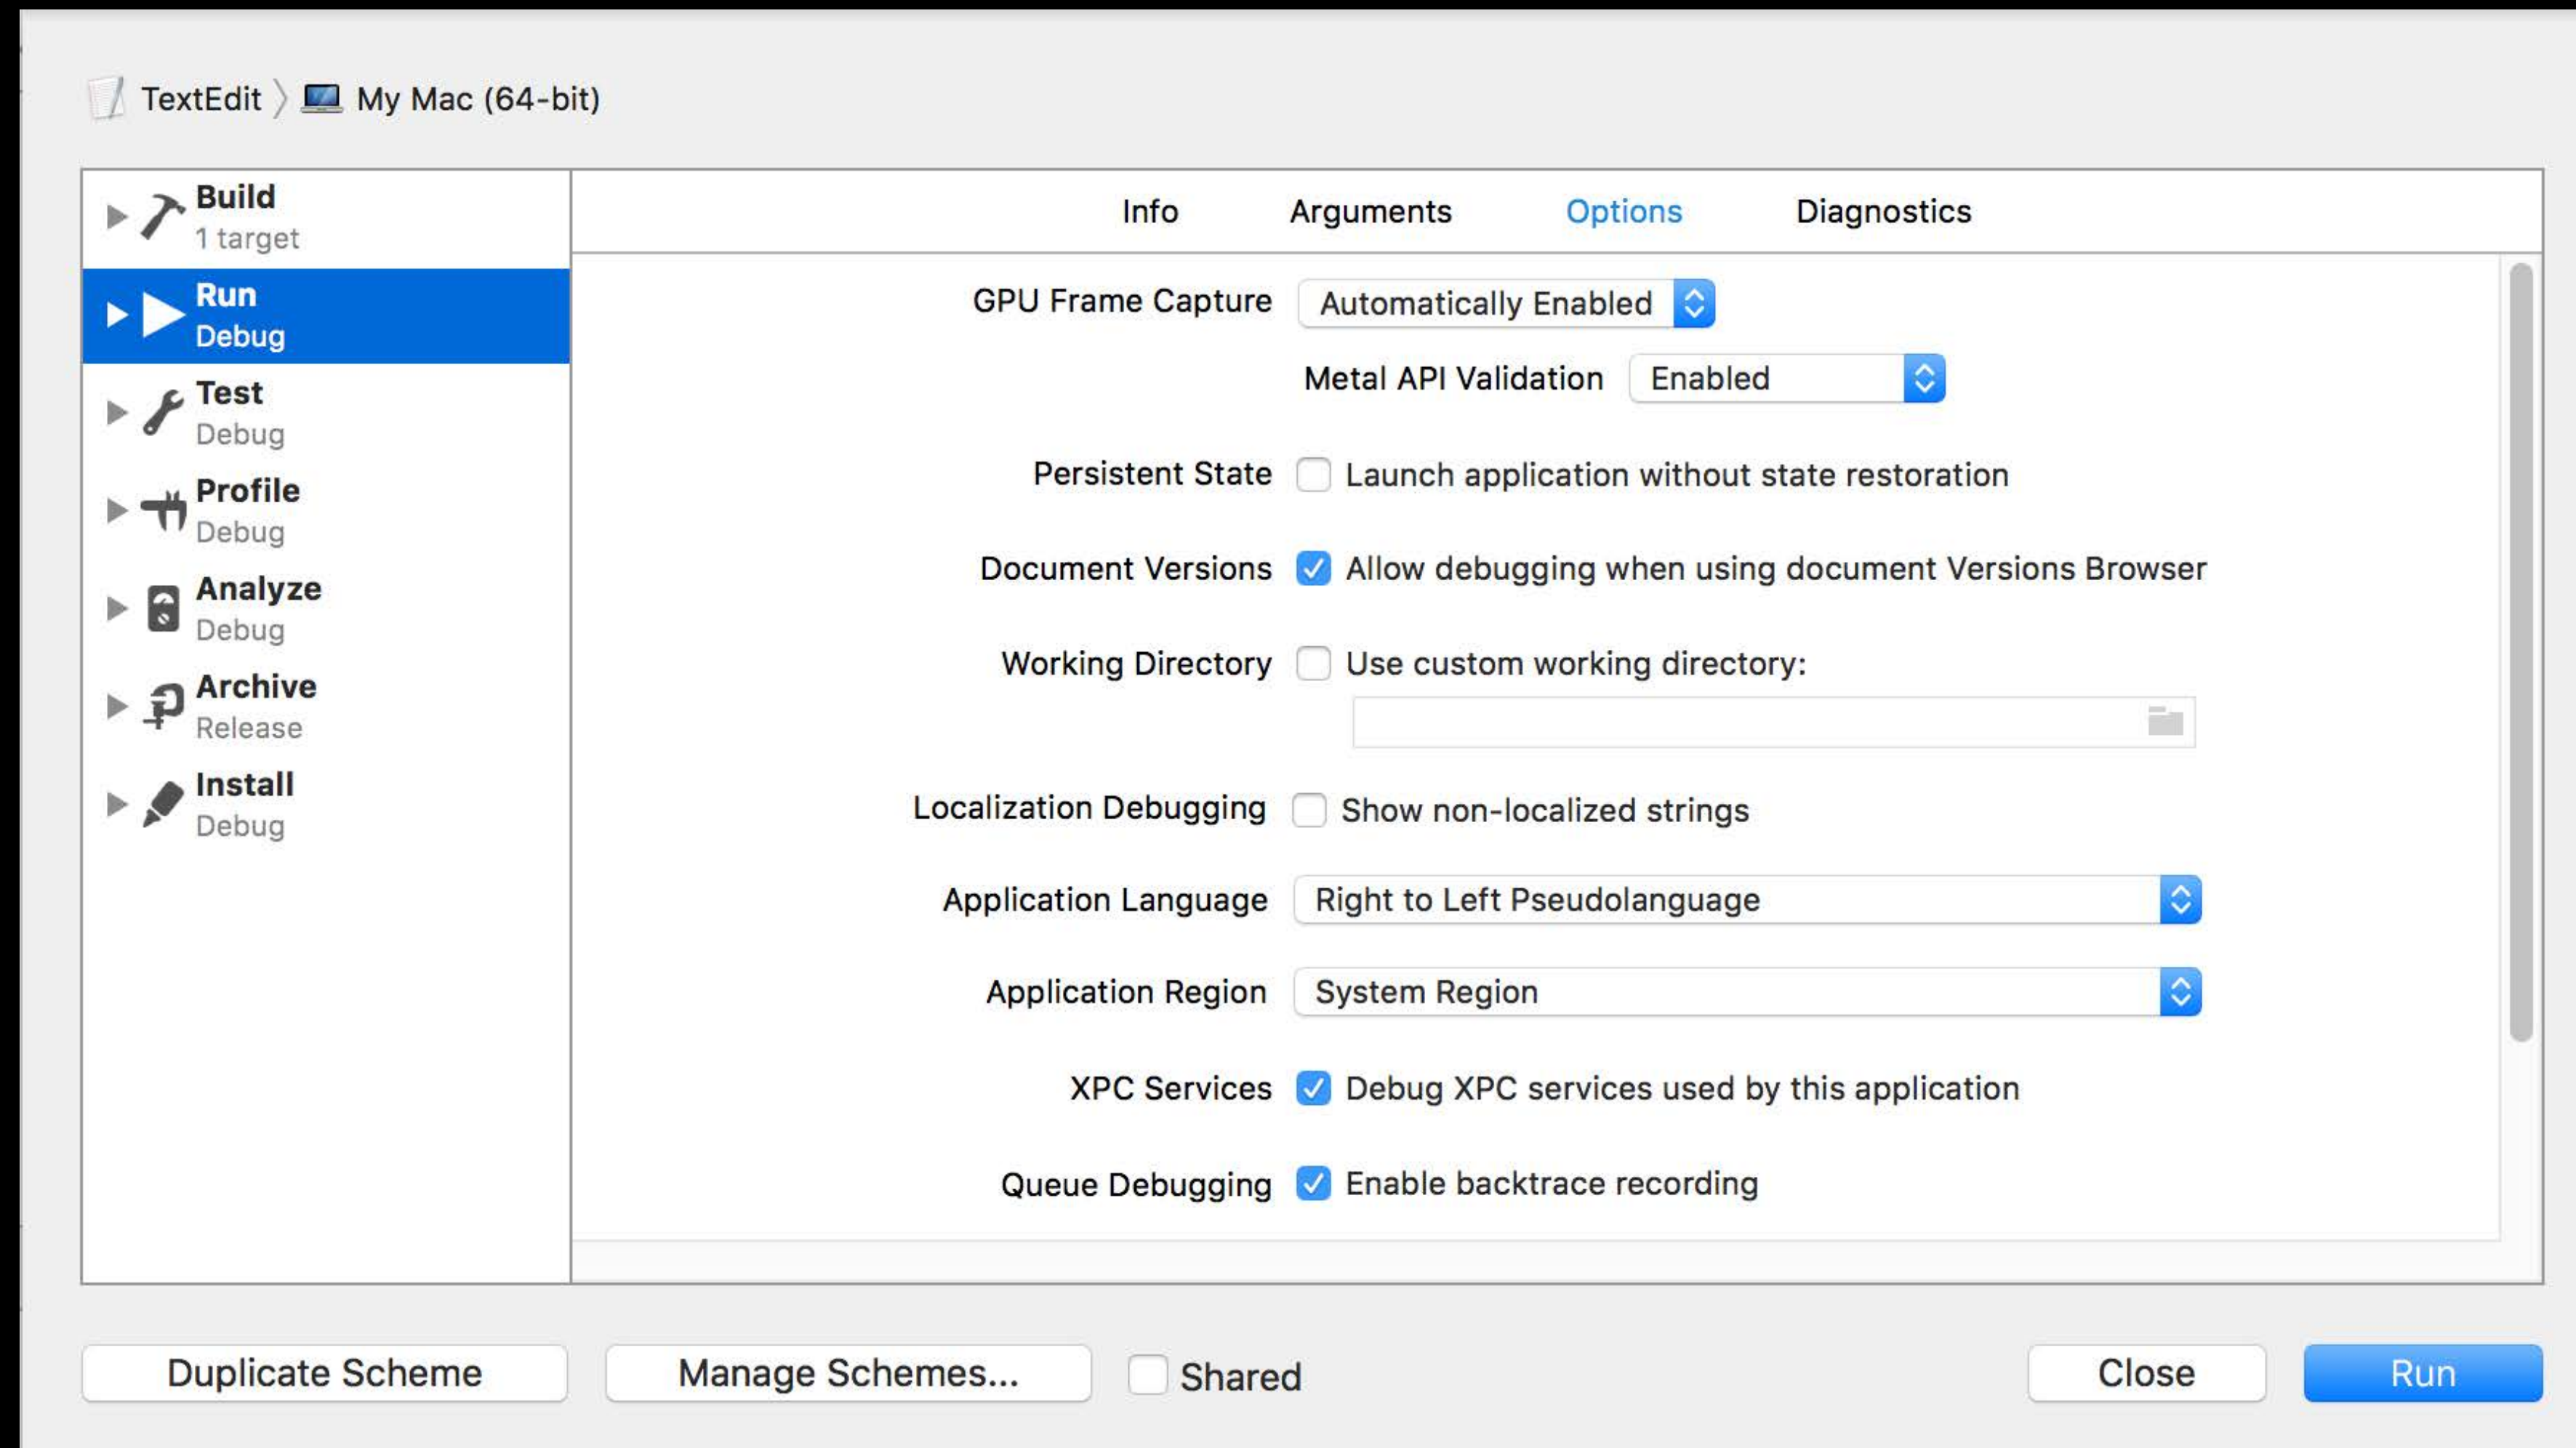 TextEdit My Mac (64-bit)
Build
1 target
Run
Debug
Test
Debug
Profile
Debug
Analyze
Debug
Archive
Release
Install
Debug
Info Arguments Options Diagnostics
GPU Frame Capture Automatically Enabled
Metal API Validation Enabled
Persistent State Launch application without state restoration
Document Versions Allow debugging when using document Versions Browser
Working Directory Use custom working directory:
Localization Debugging Show non-localized strings
Application Language Right to Left Pseudolanguage
Application Region System Region
XPC Services Debug XPC services used by this application
Queue Debugging Enable backtrace recording
Duplicate Scheme Manage Schemes... Shared Close Run